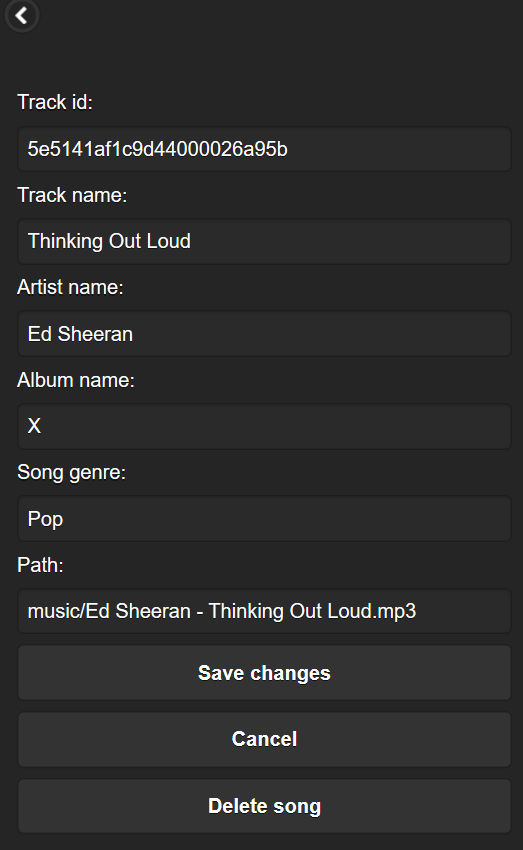 Track id:
5e5141af1c9d44000026a95b
Track name:
Thinking Out Loud
Artist name:
Ed Sheeran
Album name:
X
Song genre:
Pop
Path:
music/Ed Sheeran - Thinking Out Loud.mp3
Save changes
Cancel
Delete song